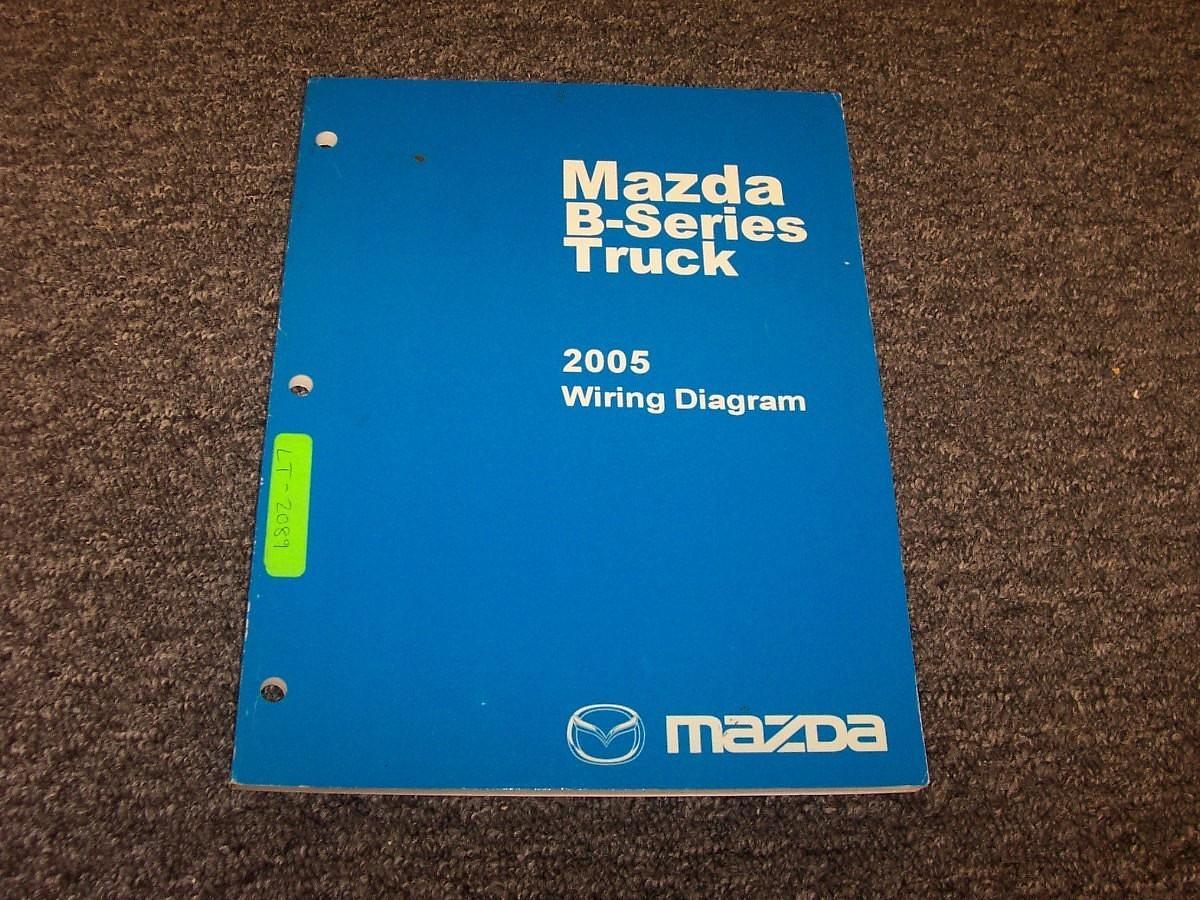 Mazda
B-Series
Truck
2005
Wiring Diagram
LT-2089
mazda